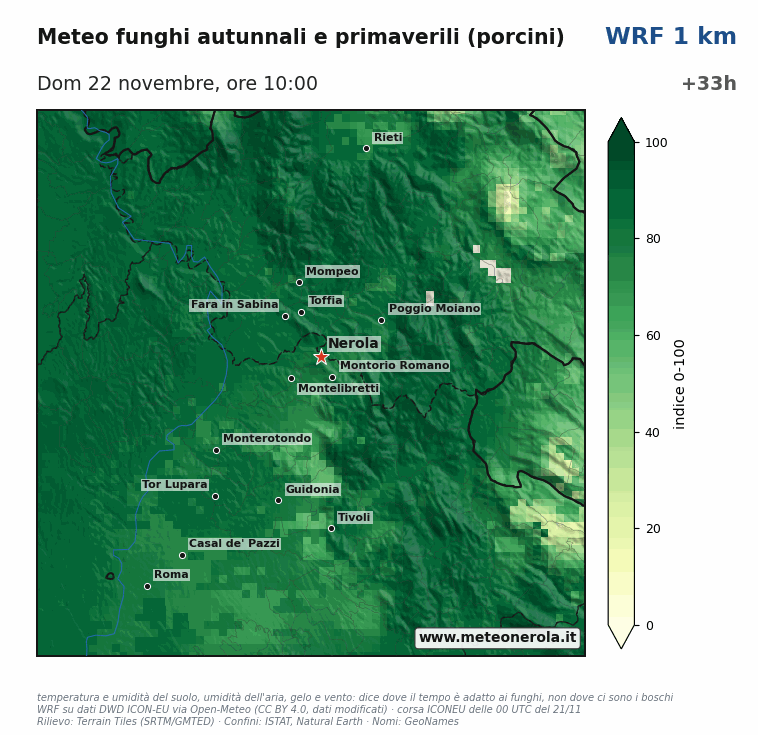 Meteo funghi autunnali e primaverili (porcini)
WRF 1 km
Dom 22 novembre, ore 10:00
+33h
Rieti
Mompeo
Toffia
Fara in Sabina
Poggio Moiano
Nerola
Montorio Romano
Montelibretti
Monterotondo
Tor Lupara
Guidonia
Tivoli
Casal de' Pazzi
Roma
www.meteonerola.it
100
80
60
40
20
0
indice 0-100
temperatura e umidità del suolo, umidità dell'aria, gelo e vento: dice dove il tempo è adatto ai funghi, non dove ci sono i boschi
WRF su dati DWD ICON-EU via Open-Meteo (CC BY 4.0, dati modificati) · corsa ICONEU delle 00 UTC del 21/11
Rilievo: Terrain Tiles (SRTM/GMTED) · Confini: ISTAT, Natural Earth · Nomi: GeoNames